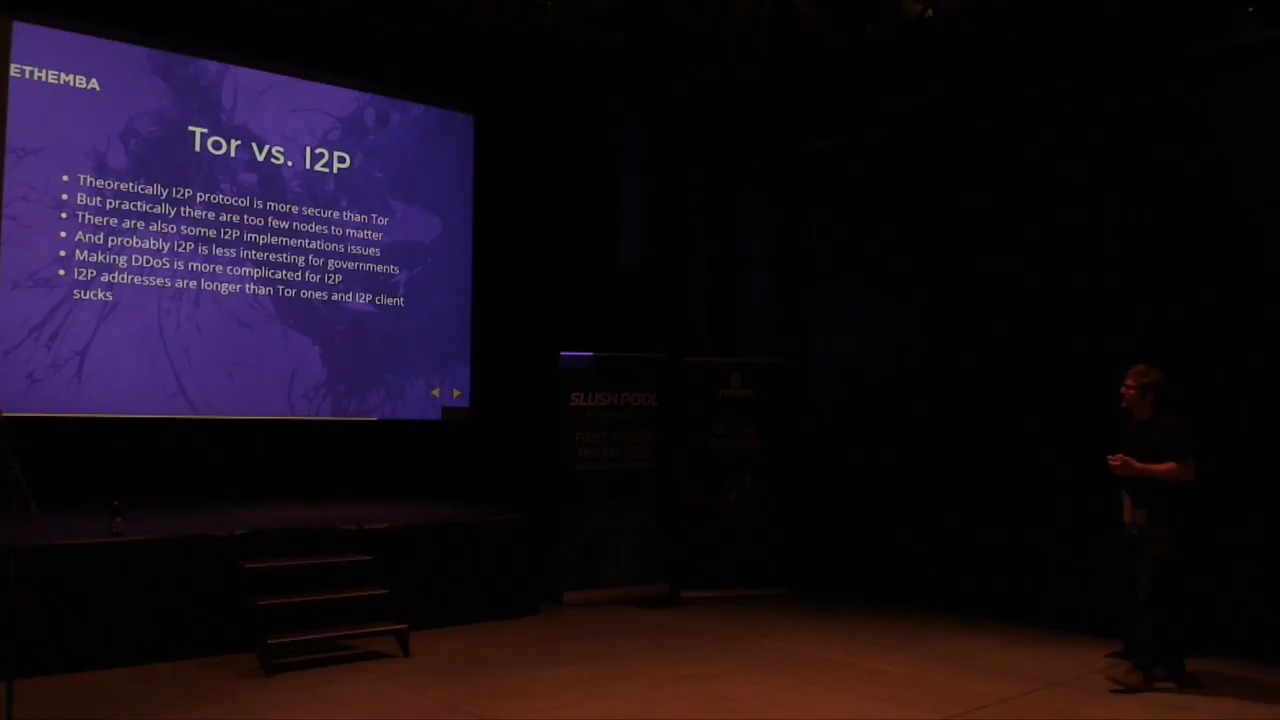 ETHEMBA
Tor vs. I2P
Theoretically I2P protocol is more secure than Tor
But practically there are too few nodes to matter
There are also some I2P implementations issues
And probably I2P is less interesting for governments
Making DDoS is more complicated for I2P
I2P addresses are longer than Tor ones and I2P client
sucks
SLUSH POOL
FIRST